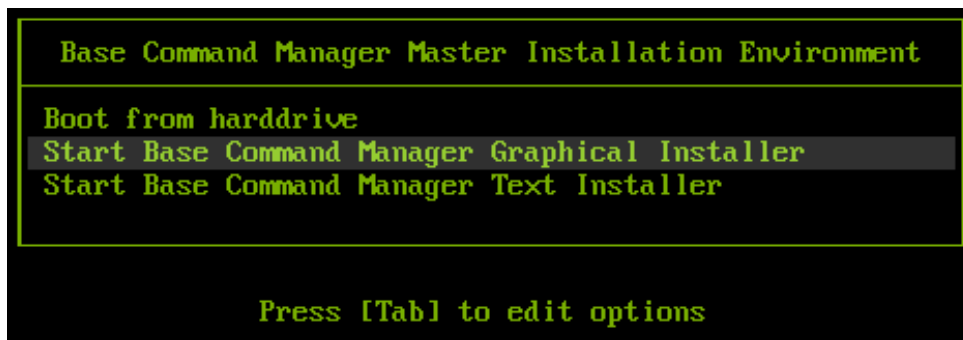 Base Command Manager Master Installation Environment
Boot from harddrive
Start Base Command Manager Graphical Installer
Start Base Command Manager Text Installer
Press [Tab] to edit options